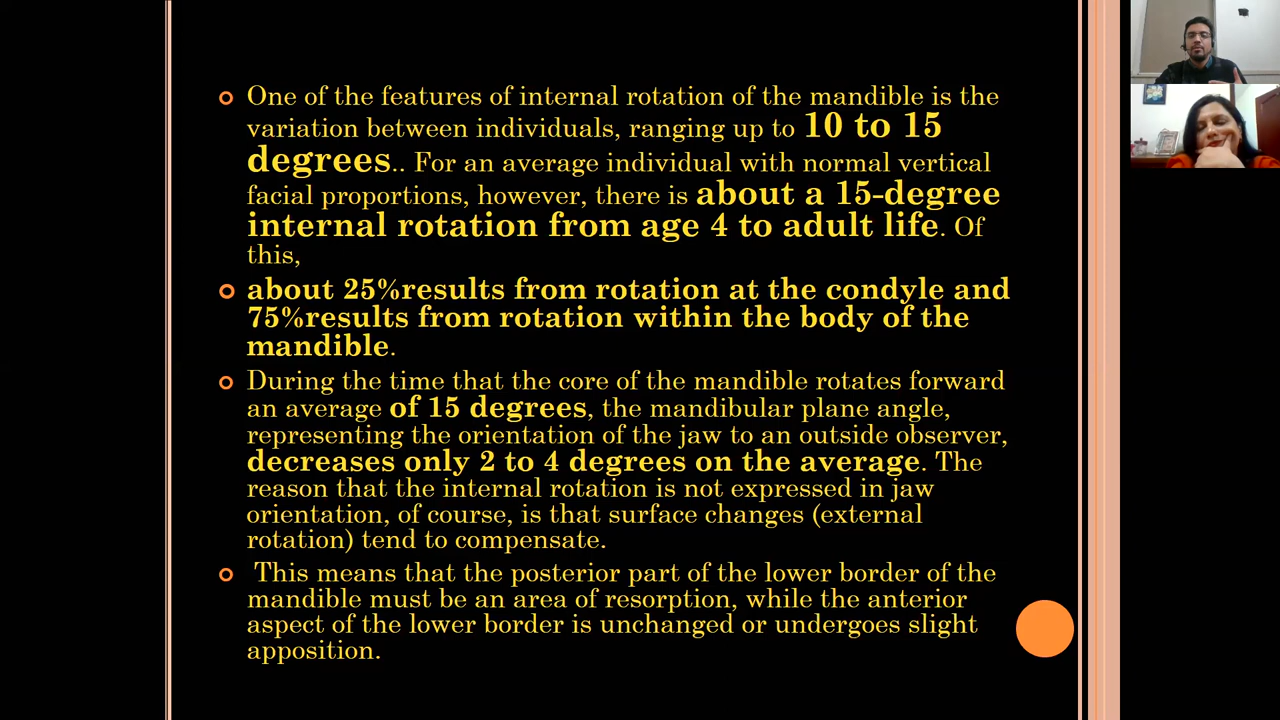 One of the features of internal rotation of the mandible is the
variation between individuals, ranging up to 10 to 15
degrees.. For an average individual with normal vertical
facial proportions, however, there is about a 15-degree
internal rotation from age 4 to adult life. Of
this,
about 25%results from rotation at the condyle and
75%results from rotation within the body of the
mandible.
During the time that the core of the mandible rotates forward
an average of 15 degrees, the mandibular plane angle,
representing the orientation of the jaw to an outside observer,
decreases only 2 to 4 degrees on the average. The
reason that the internal rotation is not expressed in jaw
orientation, of course, is that surface changes (external
rotation) tend to compensate.
This means that the posterior part of the lower border of the
mandible must be an area of resorption, while the anterior
aspect of the lower border is unchanged or undergoes slight
apposition.